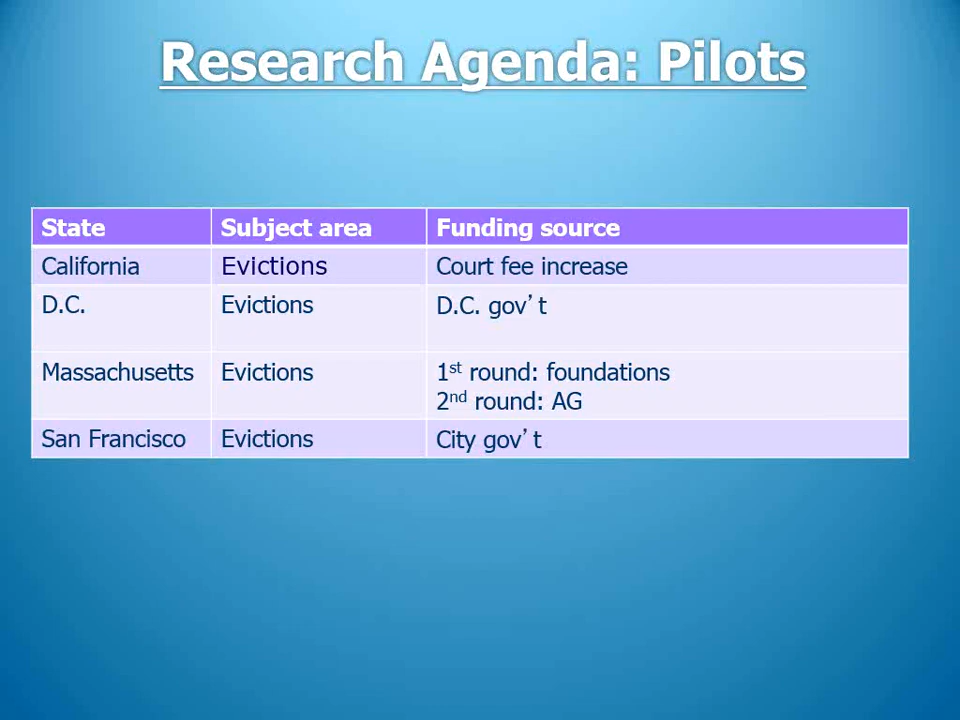 Research Agenda: Pilots
State Subject area Funding source
California Evictions Court fee increase
D.C. Evictions D.C. gov’t
Massachusetts Evictions 1st round: foundations
2nd round: AG
San Francisco Evictions City gov’t